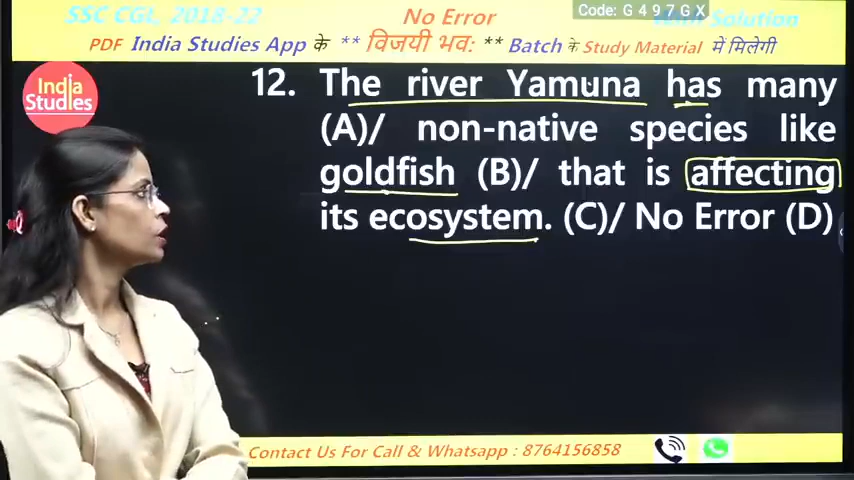 SSC CGL, 2018-22
No Error
Code: G 4 9 7 G X
Solution
PDF India Studies App के ** विजयी भव: ** Batch के Study Material में मिलेगी
India
Studies
12. The river Yamuna has many
(A)/ non-native species like
goldfish (B)/ that is affecting
its ecosystem. (C)/ No Error (D)
Contact Us For Call & Whatsapp : 8764156858